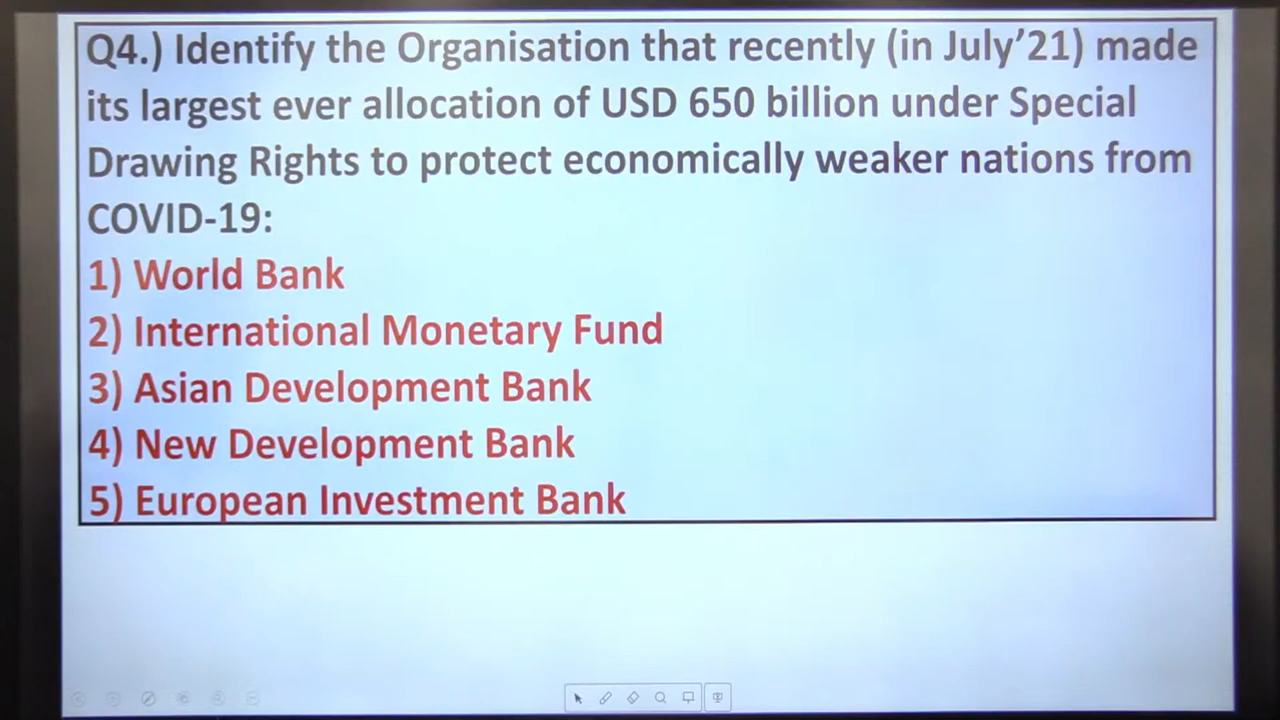 Q4.) Identify the Organisation that recently (in July’21) made
its largest ever allocation of USD 650 billion under Special
Drawing Rights to protect economically weaker nations from
COVID-19:
1) World Bank
2) International Monetary Fund
3) Asian Development Bank
4) New Development Bank
5) European Investment Bank